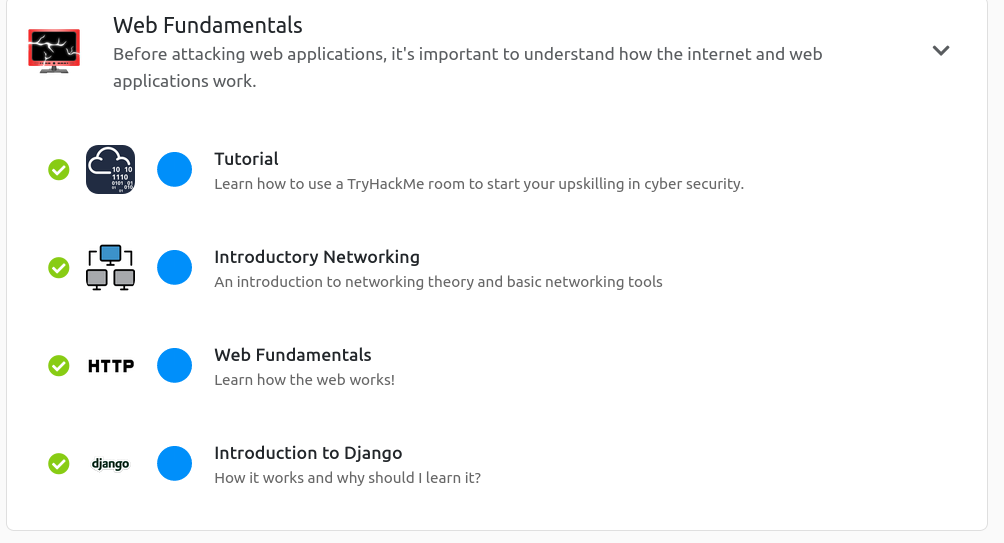 Web Fundamentals
Before attacking web applications, it's important to understand how the internet and web
applications work.
Tutorial
Learn how to use a TryHackMe room to start your upskilling in cyber security.
10 10
1110
0101 01
01 010
Introductory Networking
An introduction to networking theory and basic networking tools
HTTP
Web Fundamentals
Learn how the web works!
django
Introduction to Django
How it works and why should I learn it?